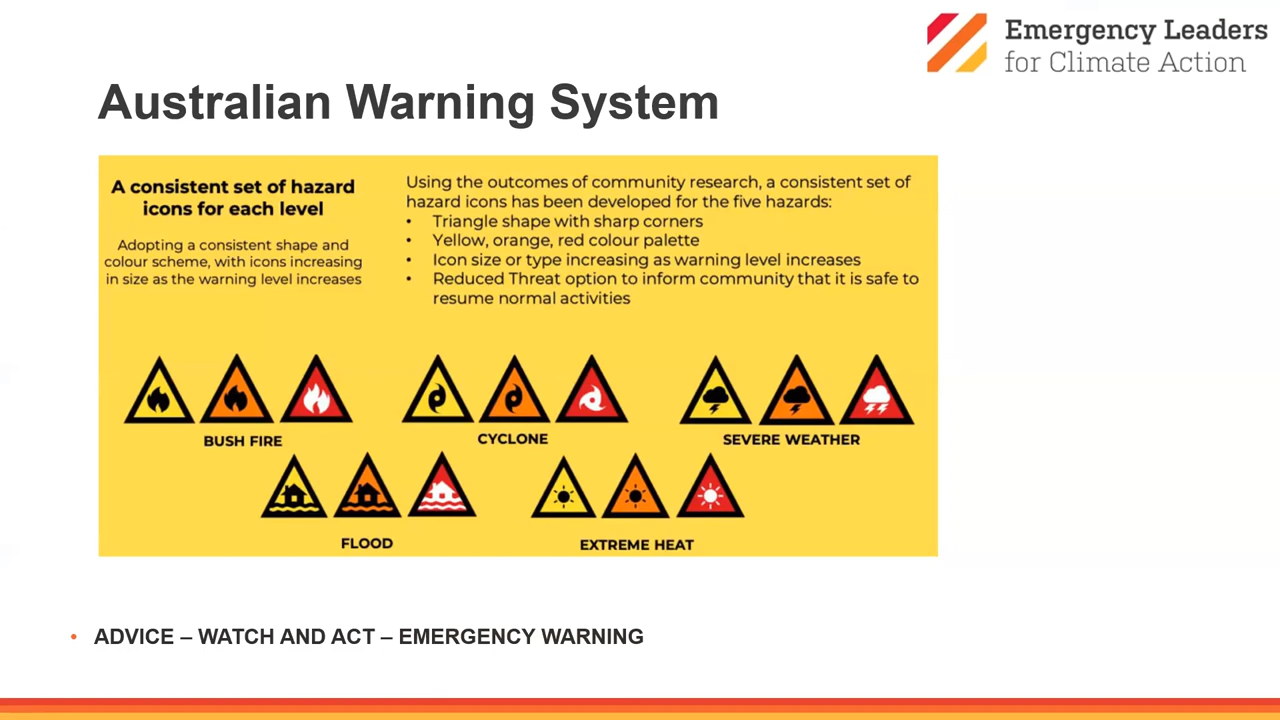 Emergency Leaders
for Climate Action
Australian Warning System
A consistent set of hazard
icons for each level
Adopting a consistent shape and
colour scheme, with icons increasing
in size as the warning level increases
Using the outcomes of community research, a consistent set of
hazard icons has been developed for the five hazards:
• Triangle shape with sharp corners
• Yellow, orange, red colour palette
• Icon size or type increasing as warning level increases
• Reduced Threat option to inform community that it is safe to
resume normal activities
BUSH FIRE
CYCLONE
SEVERE WEATHER
FLOOD
EXTREME HEAT
• ADVICE – WATCH AND ACT – EMERGENCY WARNING